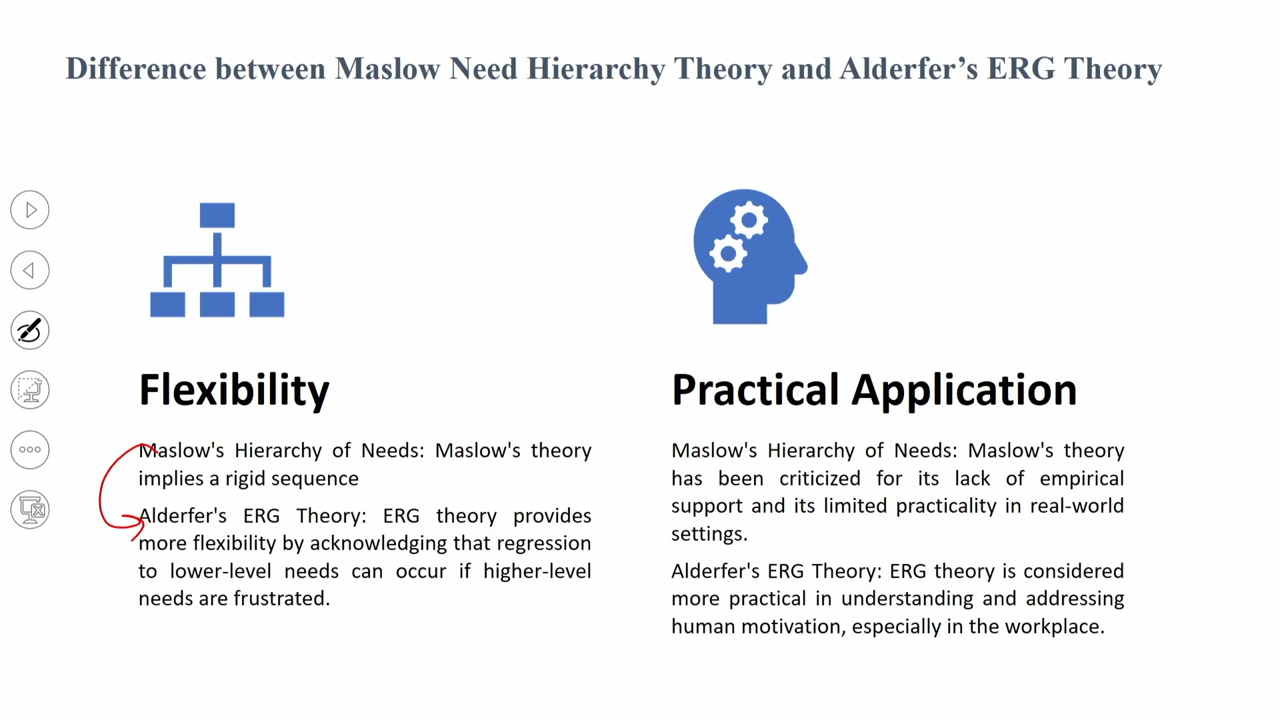 Difference between Maslow Need Hierarchy Theory and Alderfer’s ERG Theory
Flexibility
Maslow's Hierarchy of Needs: Maslow's theory
implies a rigid sequence
Alderfer's ERG Theory: ERG theory provides
more flexibility by acknowledging that regression
to lower-level needs can occur if higher-level
needs are frustrated.
Practical Application
Maslow's Hierarchy of Needs: Maslow's theory
has been criticized for its lack of empirical
support and its limited practicality in real-world
settings.
Alderfer's ERG Theory: ERG theory is considered
more practical in understanding and addressing
human motivation, especially in the workplace.